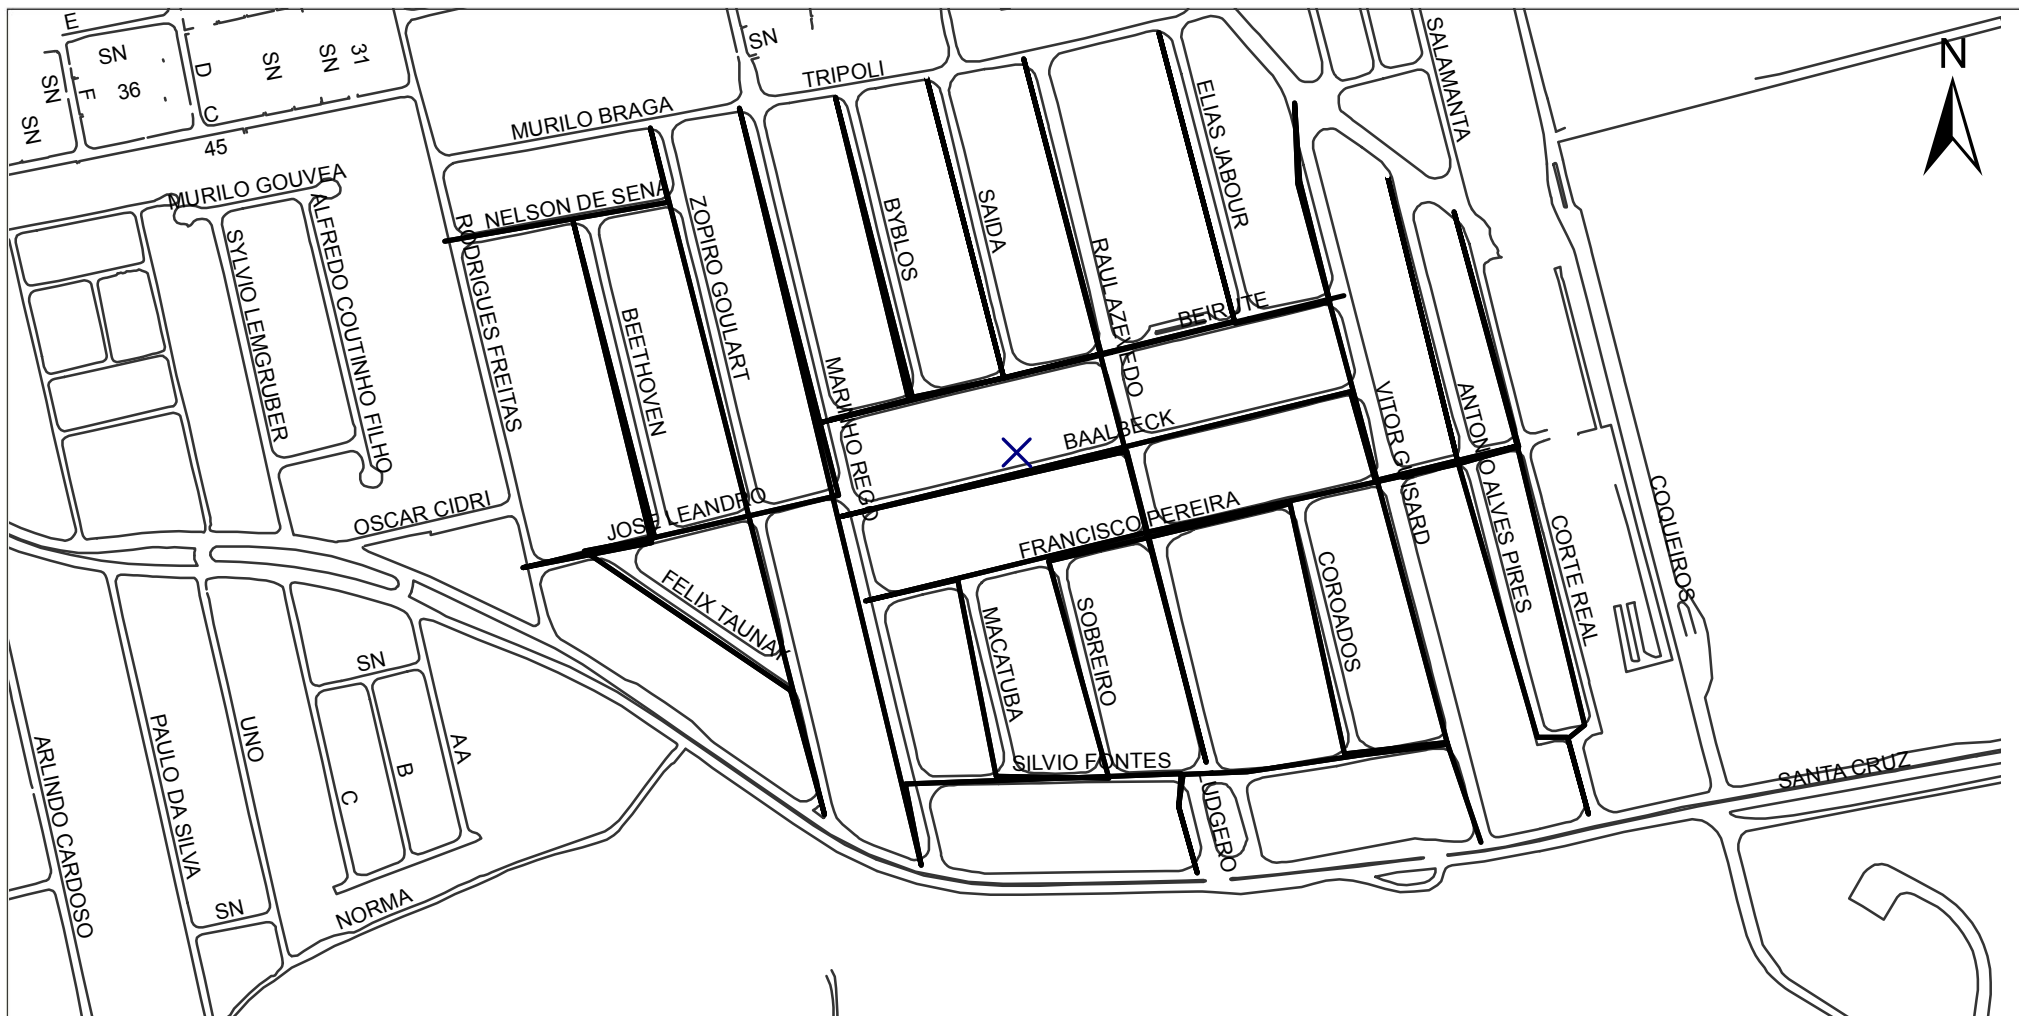 E
SN
SN
F
36
SN
D
C
SN
SN
31
45
SN
TRIPOLI
MURILO BRAGA
SALAMANTA
N
MURILO GOUVEA
ALFREDO COUTINHO FILHO
SYLVIO LEMGRUBER
NELSON DE SENA
RODRIGUES FREITAS
ZOPIRO GOULART
BYBLOS
SAIDA
ELIAS JABOUR
RAUL AZEVEDO
BEIRUTE
BEETHOVEN
MARINHO REGO
BAALBECK
VITOR GUISARD
ANTONIO ALVES PIRES
OSCAR CIDRI
JOSE LEANDRO
FRANCISCO PEREIRA
CORTE REAL
COQUEIROS
FELIX TAUNAY
MACATUBA
SOBREIRO
COROADOS
SN
PAULO DA SILVA
UNO
AA
B
C
ARLINDO CARDOSO
SILVIO FONTES
UDGERO
SANTA CRUZ
SN
NORMA